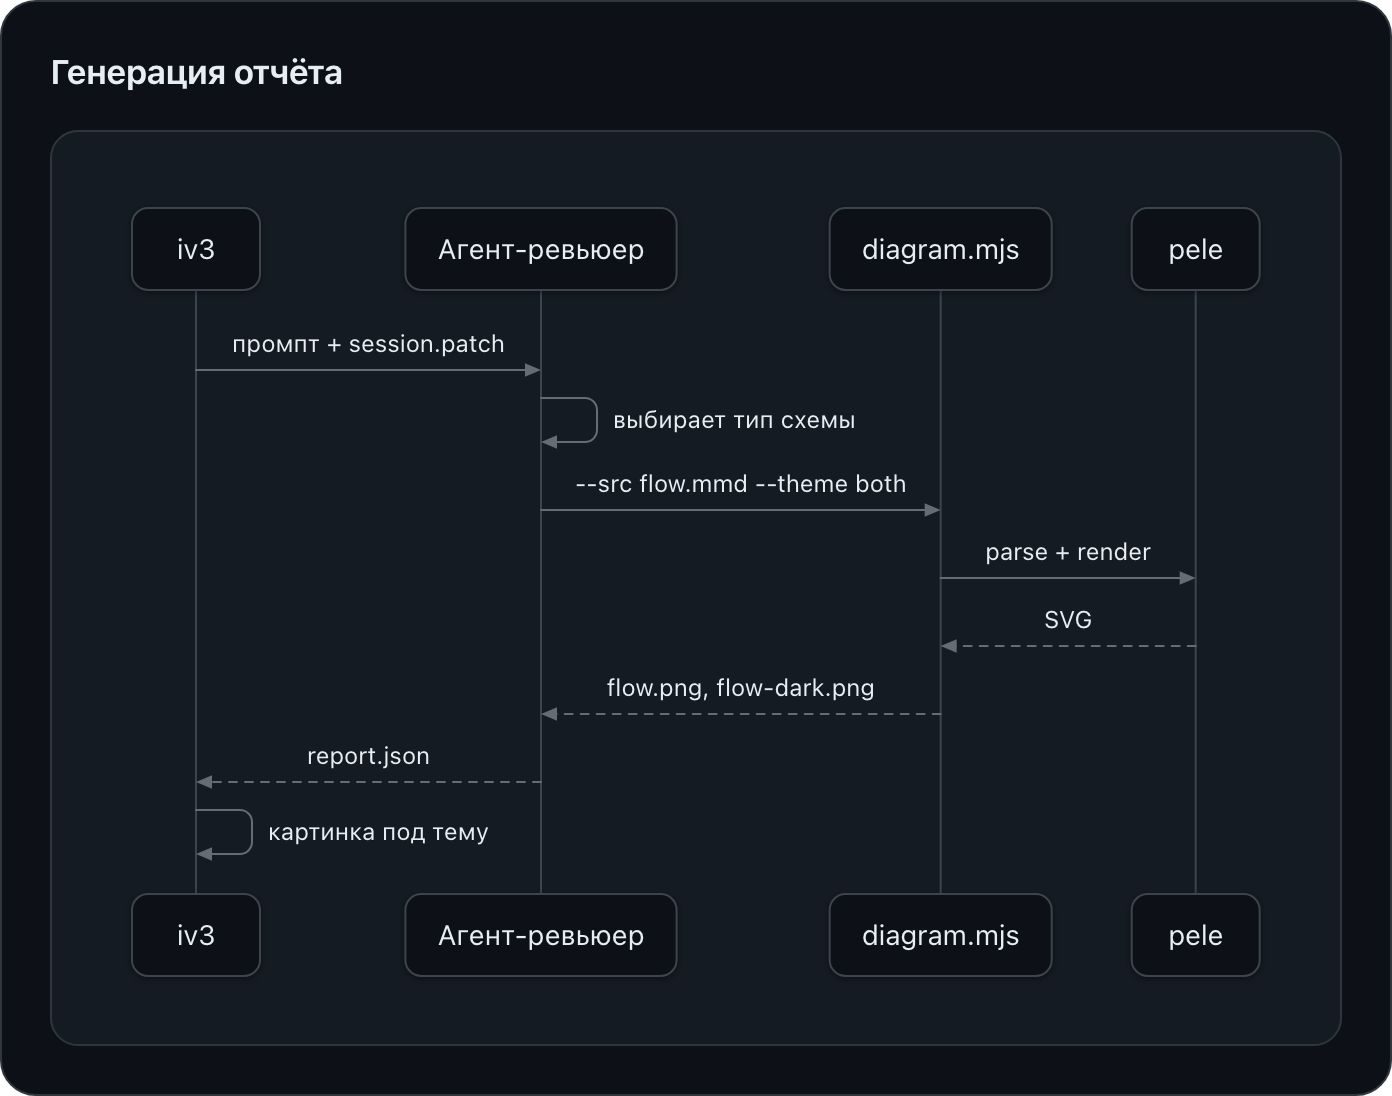 Генерация отчёта
iv3
Агент-ревьюер
diagram.mjs
pele
промпт + session.patch
выбирает тип схемы
--src flow.mmd --theme both
parse + render
SVG
flow.png, flow-dark.png
report.json
картинка под тему
iv3
Агент-ревьюер
diagram.mjs
pele